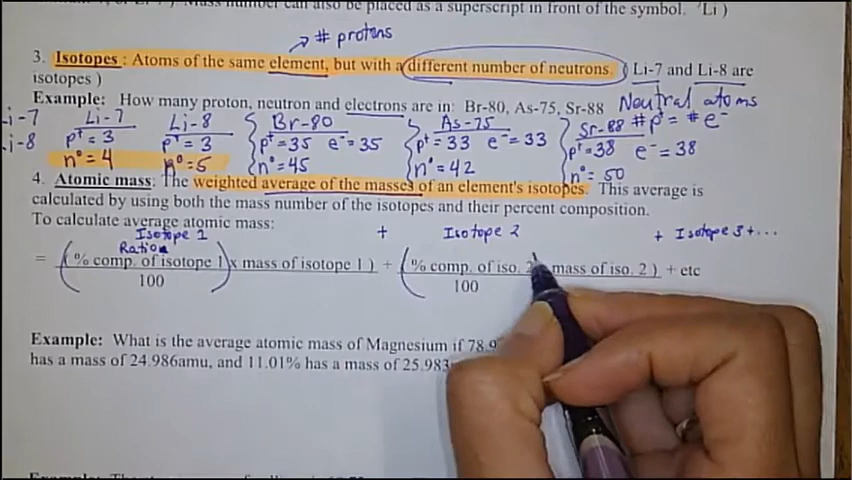 number can also be placed as a superscript in front of the symbol. Li )
→ # protons
3. Isotopes : Atoms of the same element, but with a different number of neutrons. ( Li-7 and Li-8 are
isotopes )
Example: How many proton, neutron and electrons are in: Br-80, As-75, Sr-88 Neutral atoms
#p+ = #e-
Li-7
Li-8
Li-7
p+ = 3
n° = 4
Li-8
p+ = 3
n° = 5
Br-80
p+ = 35 e- = 35
n° = 45
As-75
p+ = 33 e- = 33
n° = 42
Sr-88
p+ = 38 e- = 38
n° = 50
4. Atomic mass: The weighted average of the masses of an element's isotopes. This average is
calculated by using both the mass number of the isotopes and their percent composition.
To calculate average atomic mass:
Isotope 1 + Isotope 2 + Isotope 3 + ...
Ratio
= (% comp. of isotope 1) x mass of isotope 1 ) + (% comp. of iso. 2 mass of iso. 2 ) + etc
100 100
Example: What is the average atomic mass of Magnesium if 78.9
has a mass of 24.986amu, and 11.01% has a mass of 25.983